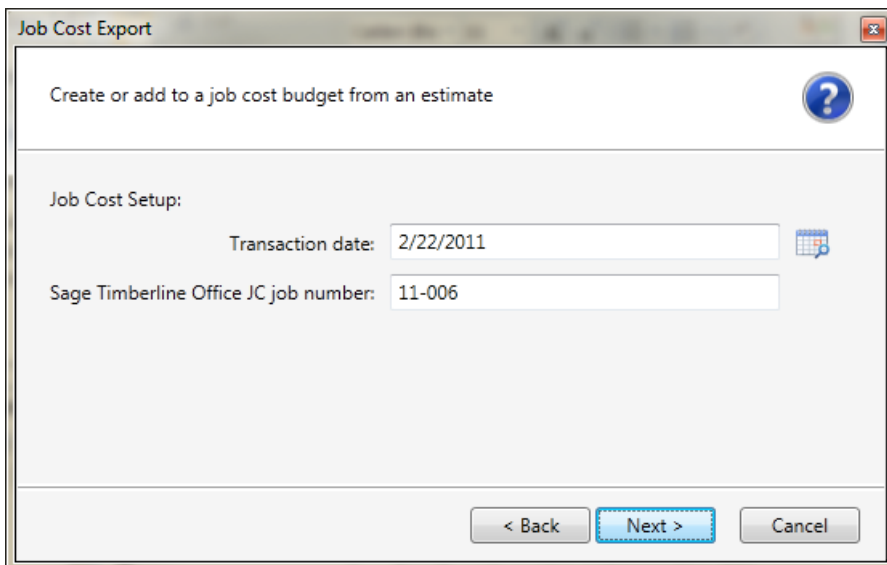 Job Cost Export
Create or add to a job cost budget from an estimate
?
Job Cost Setup:
Transaction date: 2/22/2011
Sage Timberline Office JC job number: 11-006
< Back Next > Cancel